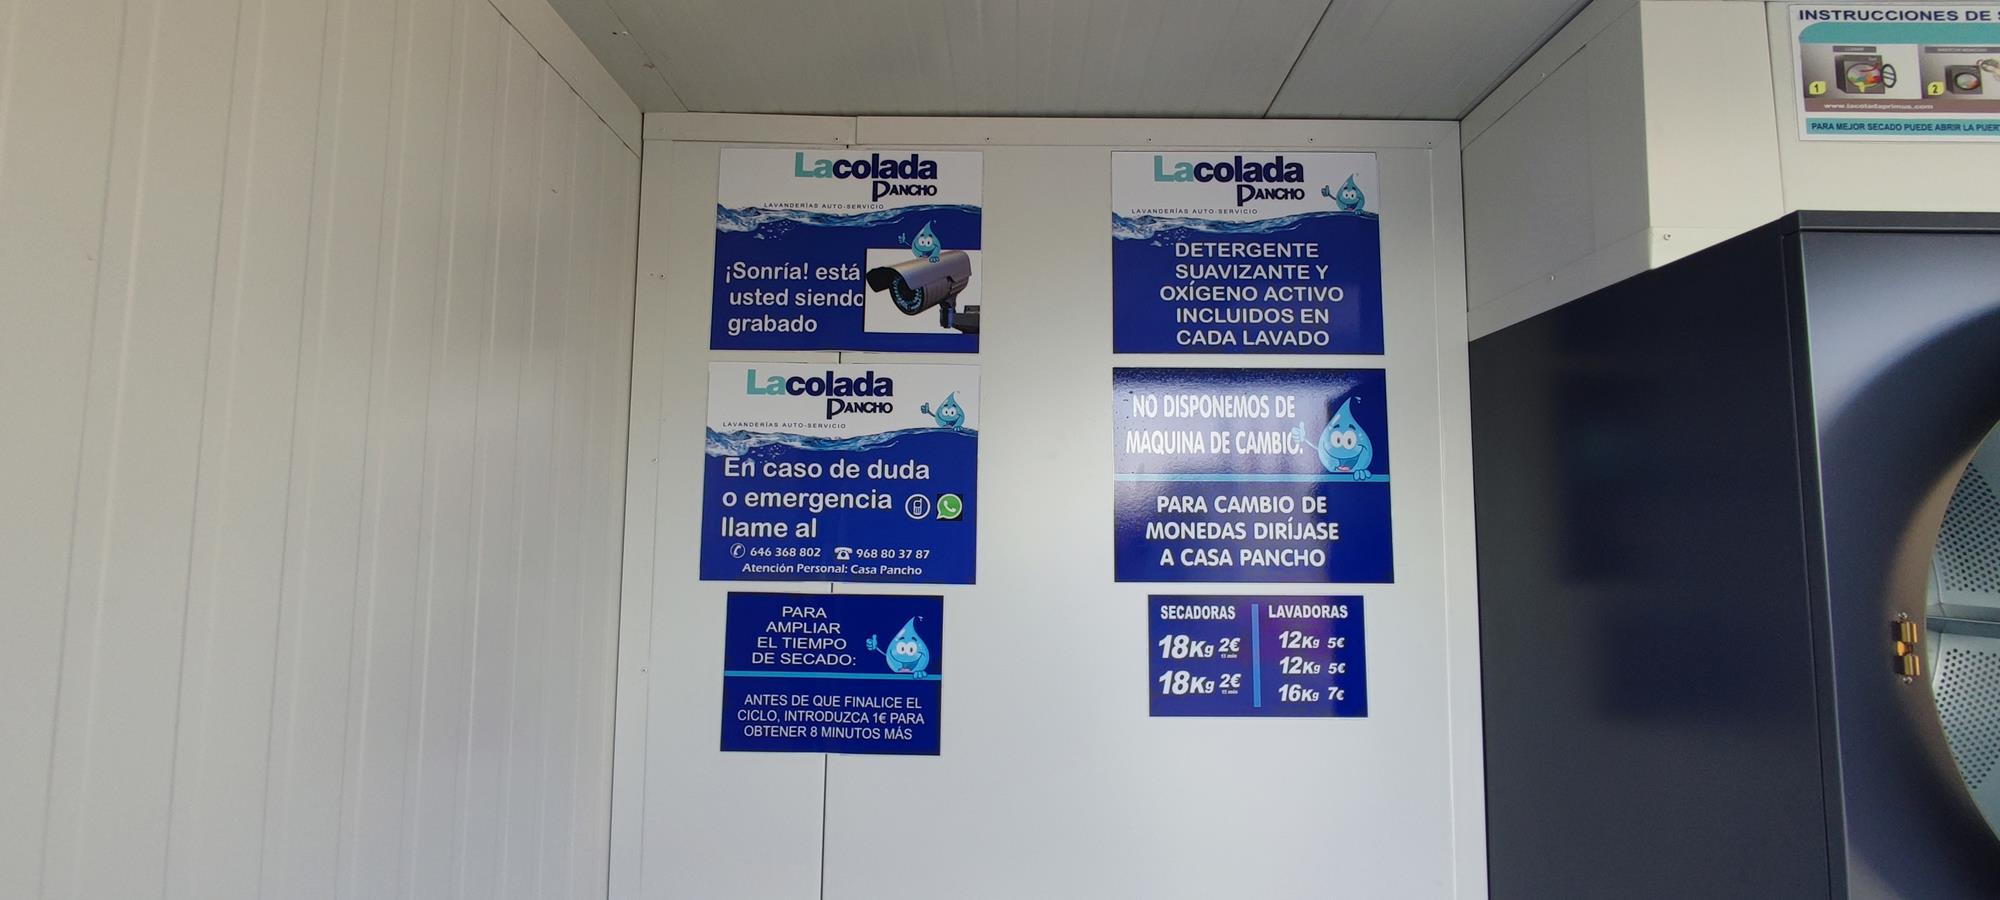 Lacolada
PANCHO
LAVANDERÍAS AUTO-SERVICIO
¡Sonría! está
usted siendo
grabado
Lacolada
PANCHO
LAVANDERÍAS AUTO-SERVICIO
En caso de duda
o emergencia
llame al
646 368 802 968 80 37 87
Atención Personal: Casa Pancho
PARA
AMPLIAR
EL TIEMPO
DE SECADO:
ANTES DE QUE FINALICE EL
CICLO, INTRODUZCA 1€ PARA
OBTENER 8 MINUTOS MÁS
Lacolada
PANCHO
LAVANDERÍAS AUTO-SERVICIO
DETERGENTE
SUAVIZANTE Y
OXÍGENO ACTIVO
INCLUIDOS EN
CADA LAVADO
NO DISPONEMOS DE
MAQUINA DE CAMBIO.
PARA CAMBIO DE
MONEDAS DIRÍJASE
A CASA PANCHO
SECADORAS
18Kg 2€
18Kg 2€
LAVADORAS
12Kg 5€
12Kg 5€
16Kg 7€
INSTRUCCIONES DE
1
2
www.lacoladaprimus.com
PARA MEJOR SECADO PUEDE ABRIR LA